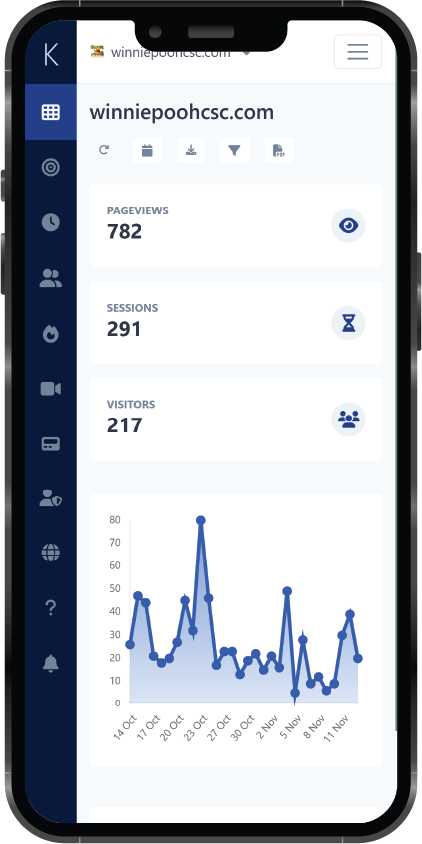 K
winniepoohcsc.com
winniepoohcsc.com
PDF
PAGEVIEWS
782
SESSIONS
291
VISITORS
217
80
70
60
50
40
30
20
10
0
14 Oct
17 Oct
20 Oct
23 Oct
27 Oct
30 Oct
2 Nov
5 Nov
8 Nov
11 Nov
?